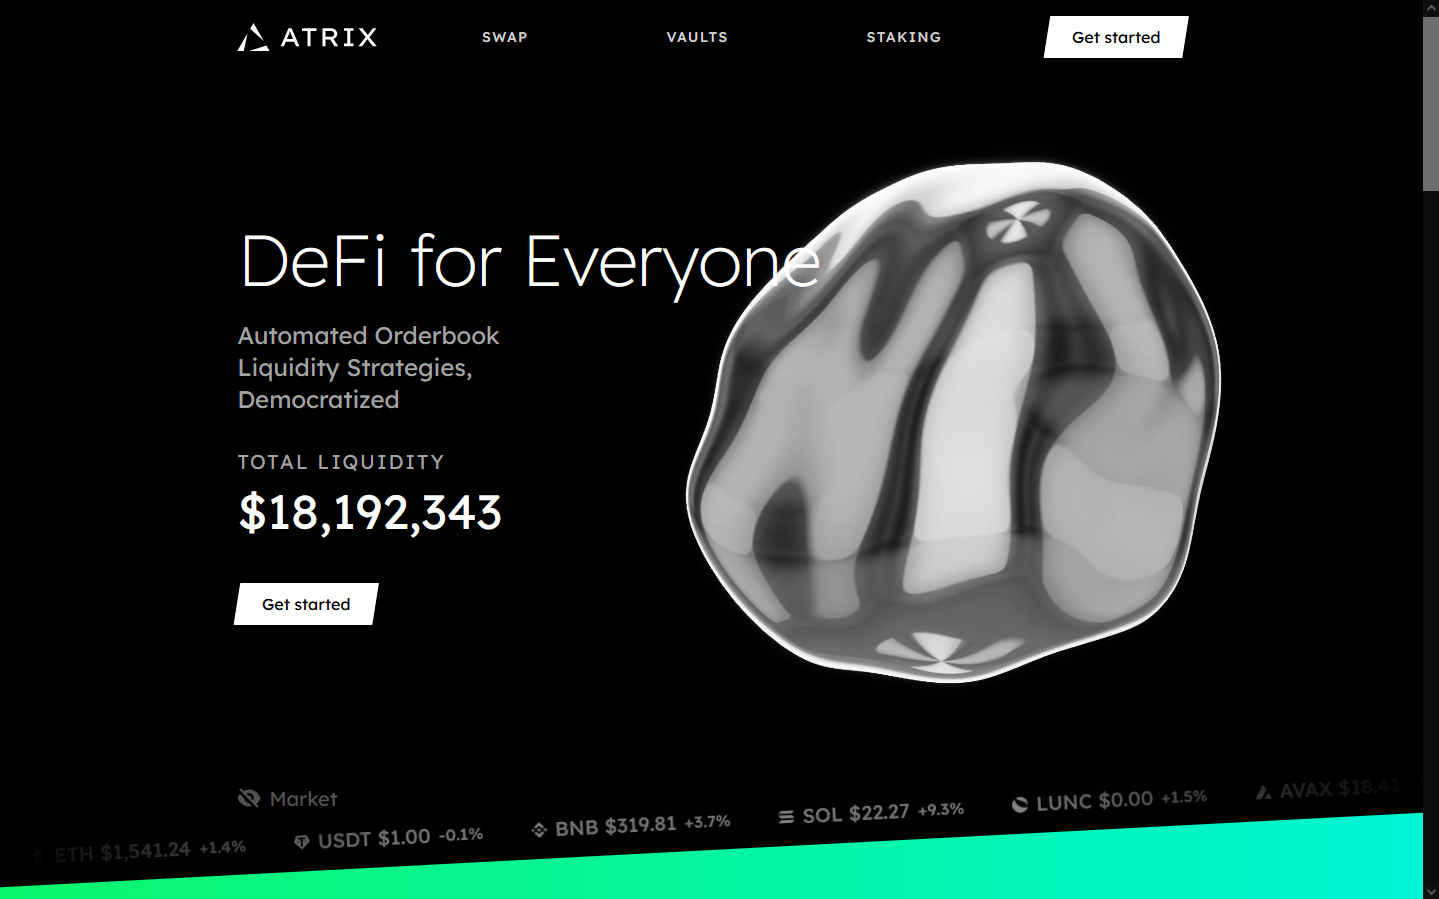 ATRIX
SWAP
VAULTS
STAKING
Get started
DeFi for Everyone
Automated Orderbook
Liquidity Strategies,
Democratized
TOTAL LIQUIDITY
$18,192,343
Get started
Market
ETH $1,541.24 +1.4%
USDT $1.00 -0.1%
BNB $319.81 +3.7%
SOL $22.27 +9.3%
LUNC $0.00 +1.5%
AVAX $18.41